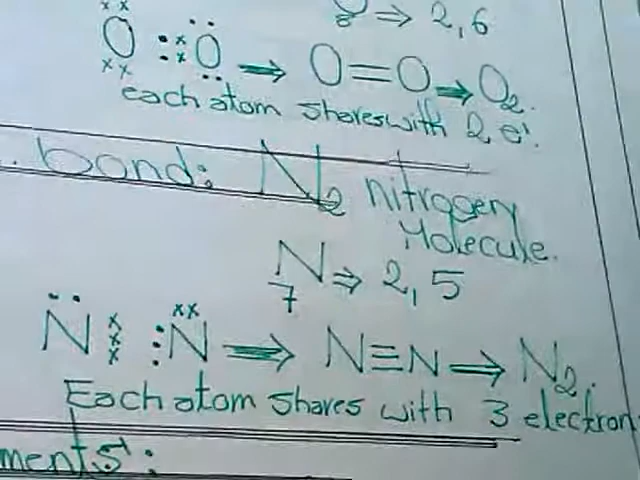 8 ⇒ 2,6
O O → O=O → O₂.
each atom shares with 2 e⁻.
. bond: N₂ nitrogen
Molecule.
N ⇒ 2,5
7
N N ⇒ N≡N ⇒ N₂.
Each atom shares with 3 electron
ments: